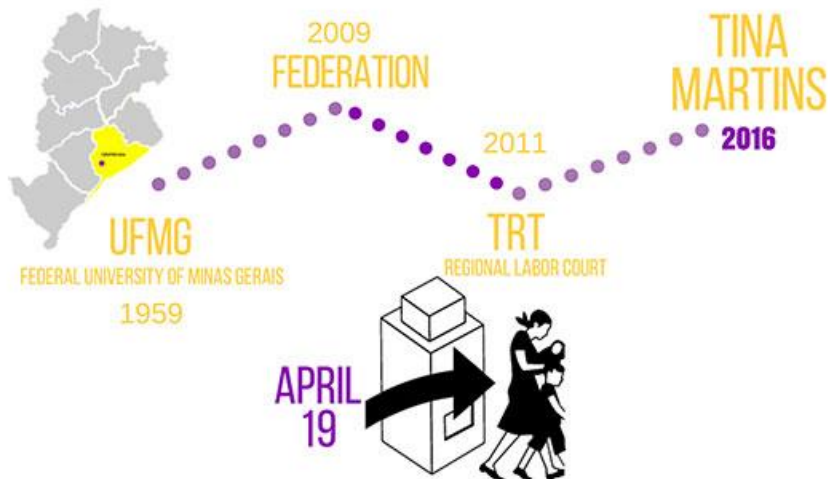 2009
FEDERATION
TINA
MARTINS
2016
2011
UFMG
FEDERAL UNIVERSITY OF MINAS GERAIS
1959
TRT
REGIONAL LABOR COURT
APRIL
19